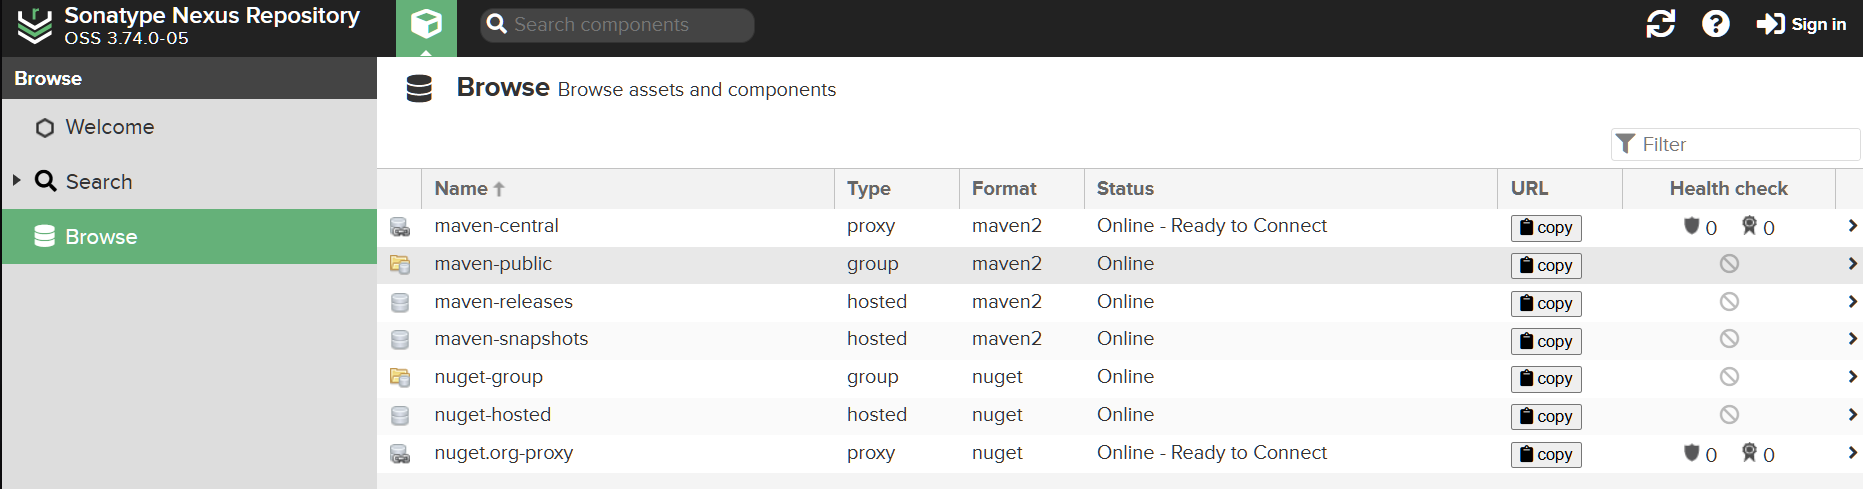 Sonatype Nexus Repository
OSS 3.74.0-05
Search components
Sign in
Browse
Welcome
Search
Browse
Browse Browse assets and components
Filter
Name Type Format Status URL Health check
maven-central proxy maven2 Online - Ready to Connect copy 0 0
maven-public group maven2 Online copy
maven-releases hosted maven2 Online copy
maven-snapshots hosted maven2 Online copy
nuget-group group nuget Online copy
nuget-hosted hosted nuget Online copy
nuget.org-proxy proxy nuget Online - Ready to Connect copy 0 0